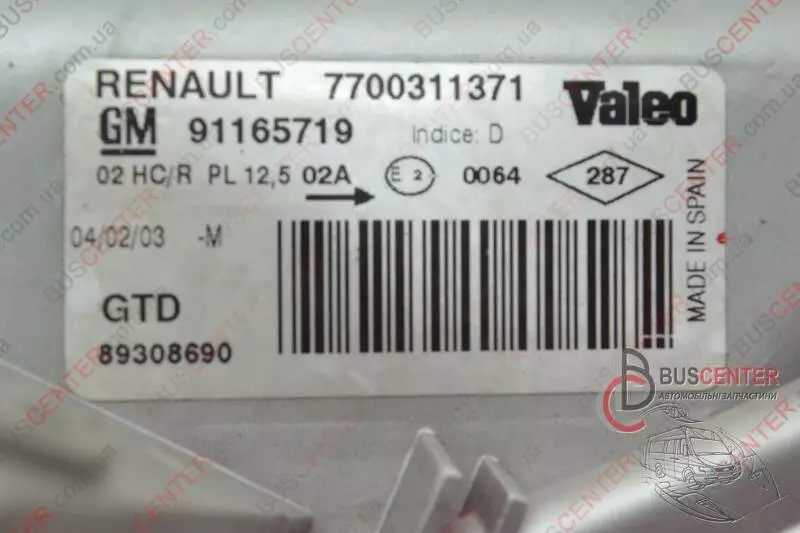 RENAULT 7700311371 Valeo
GM 91165719 Indice: D
02 HC/R PL 12,5 02A E 2 0064 287
04/02/03 -M
GTD
89308690
MADE IN SPAIN
BUSCENTER
АВТОМОБІЛЬНІ ЗАПЧАСТИНИ
BUSCENTER.com.ua